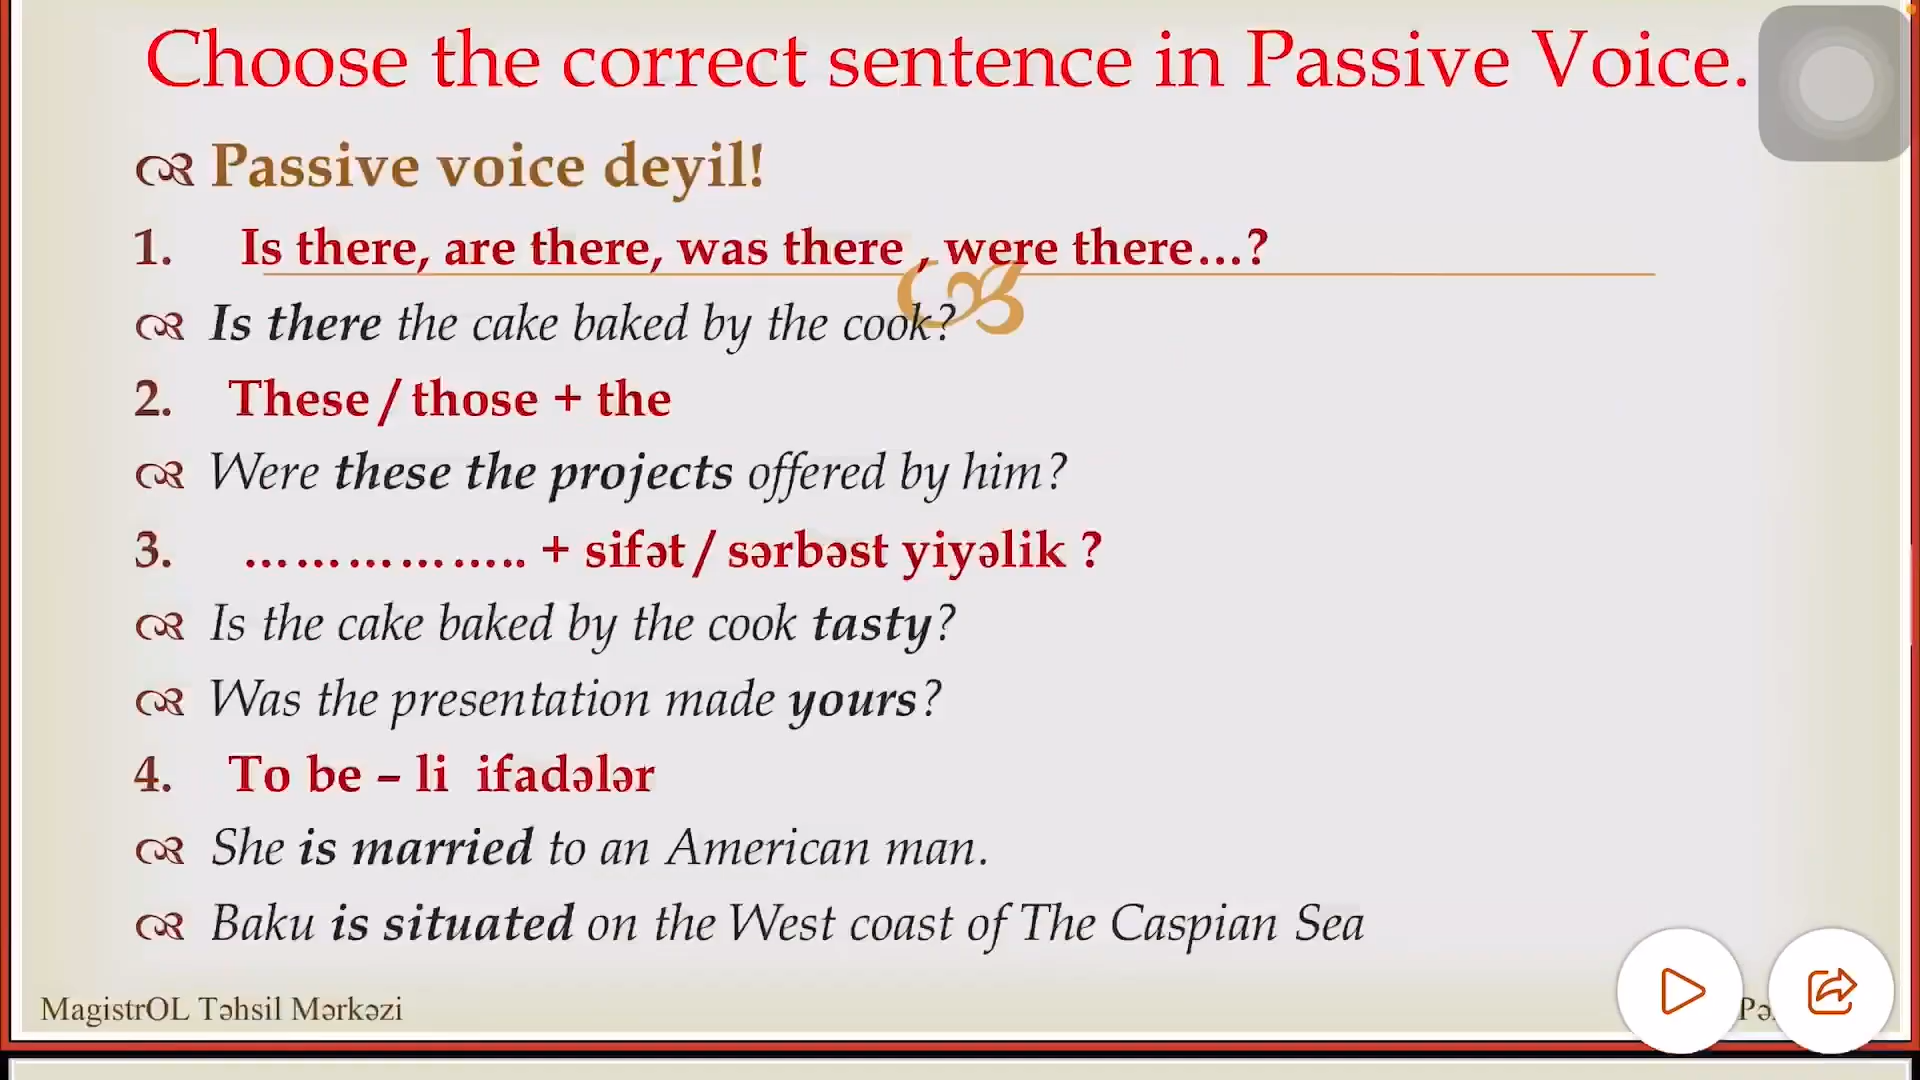 Choose the correct sentence in Passive Voice.
Passive voice deyil!
1. Is there, are there, was there , were there...?
Is there the cake baked by the cook?
2. These / those + the
Were these the projects offered by him?
3. …………….. + sifət / sərbəst yiyəlik ?
Is the cake baked by the cook tasty?
Was the presentation made yours?
4. To be – li ifadələr
She is married to an American man.
Baku is situated on the West coast of The Caspian Sea
MagistrOL Təhsil Mərkəzi